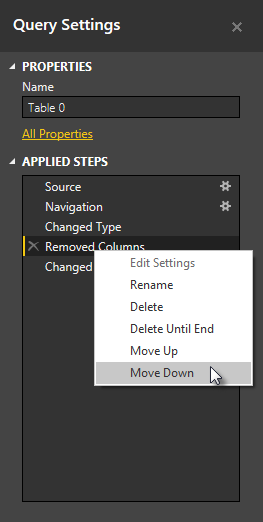 Query Settings
PROPERTIES
Name
Table 0
All Properties
APPLIED STEPS
Source
Navigation
Changed Type
Removed Columns
Changed
Edit Settings
Rename
Delete
Delete Until End
Move Up
Move Down